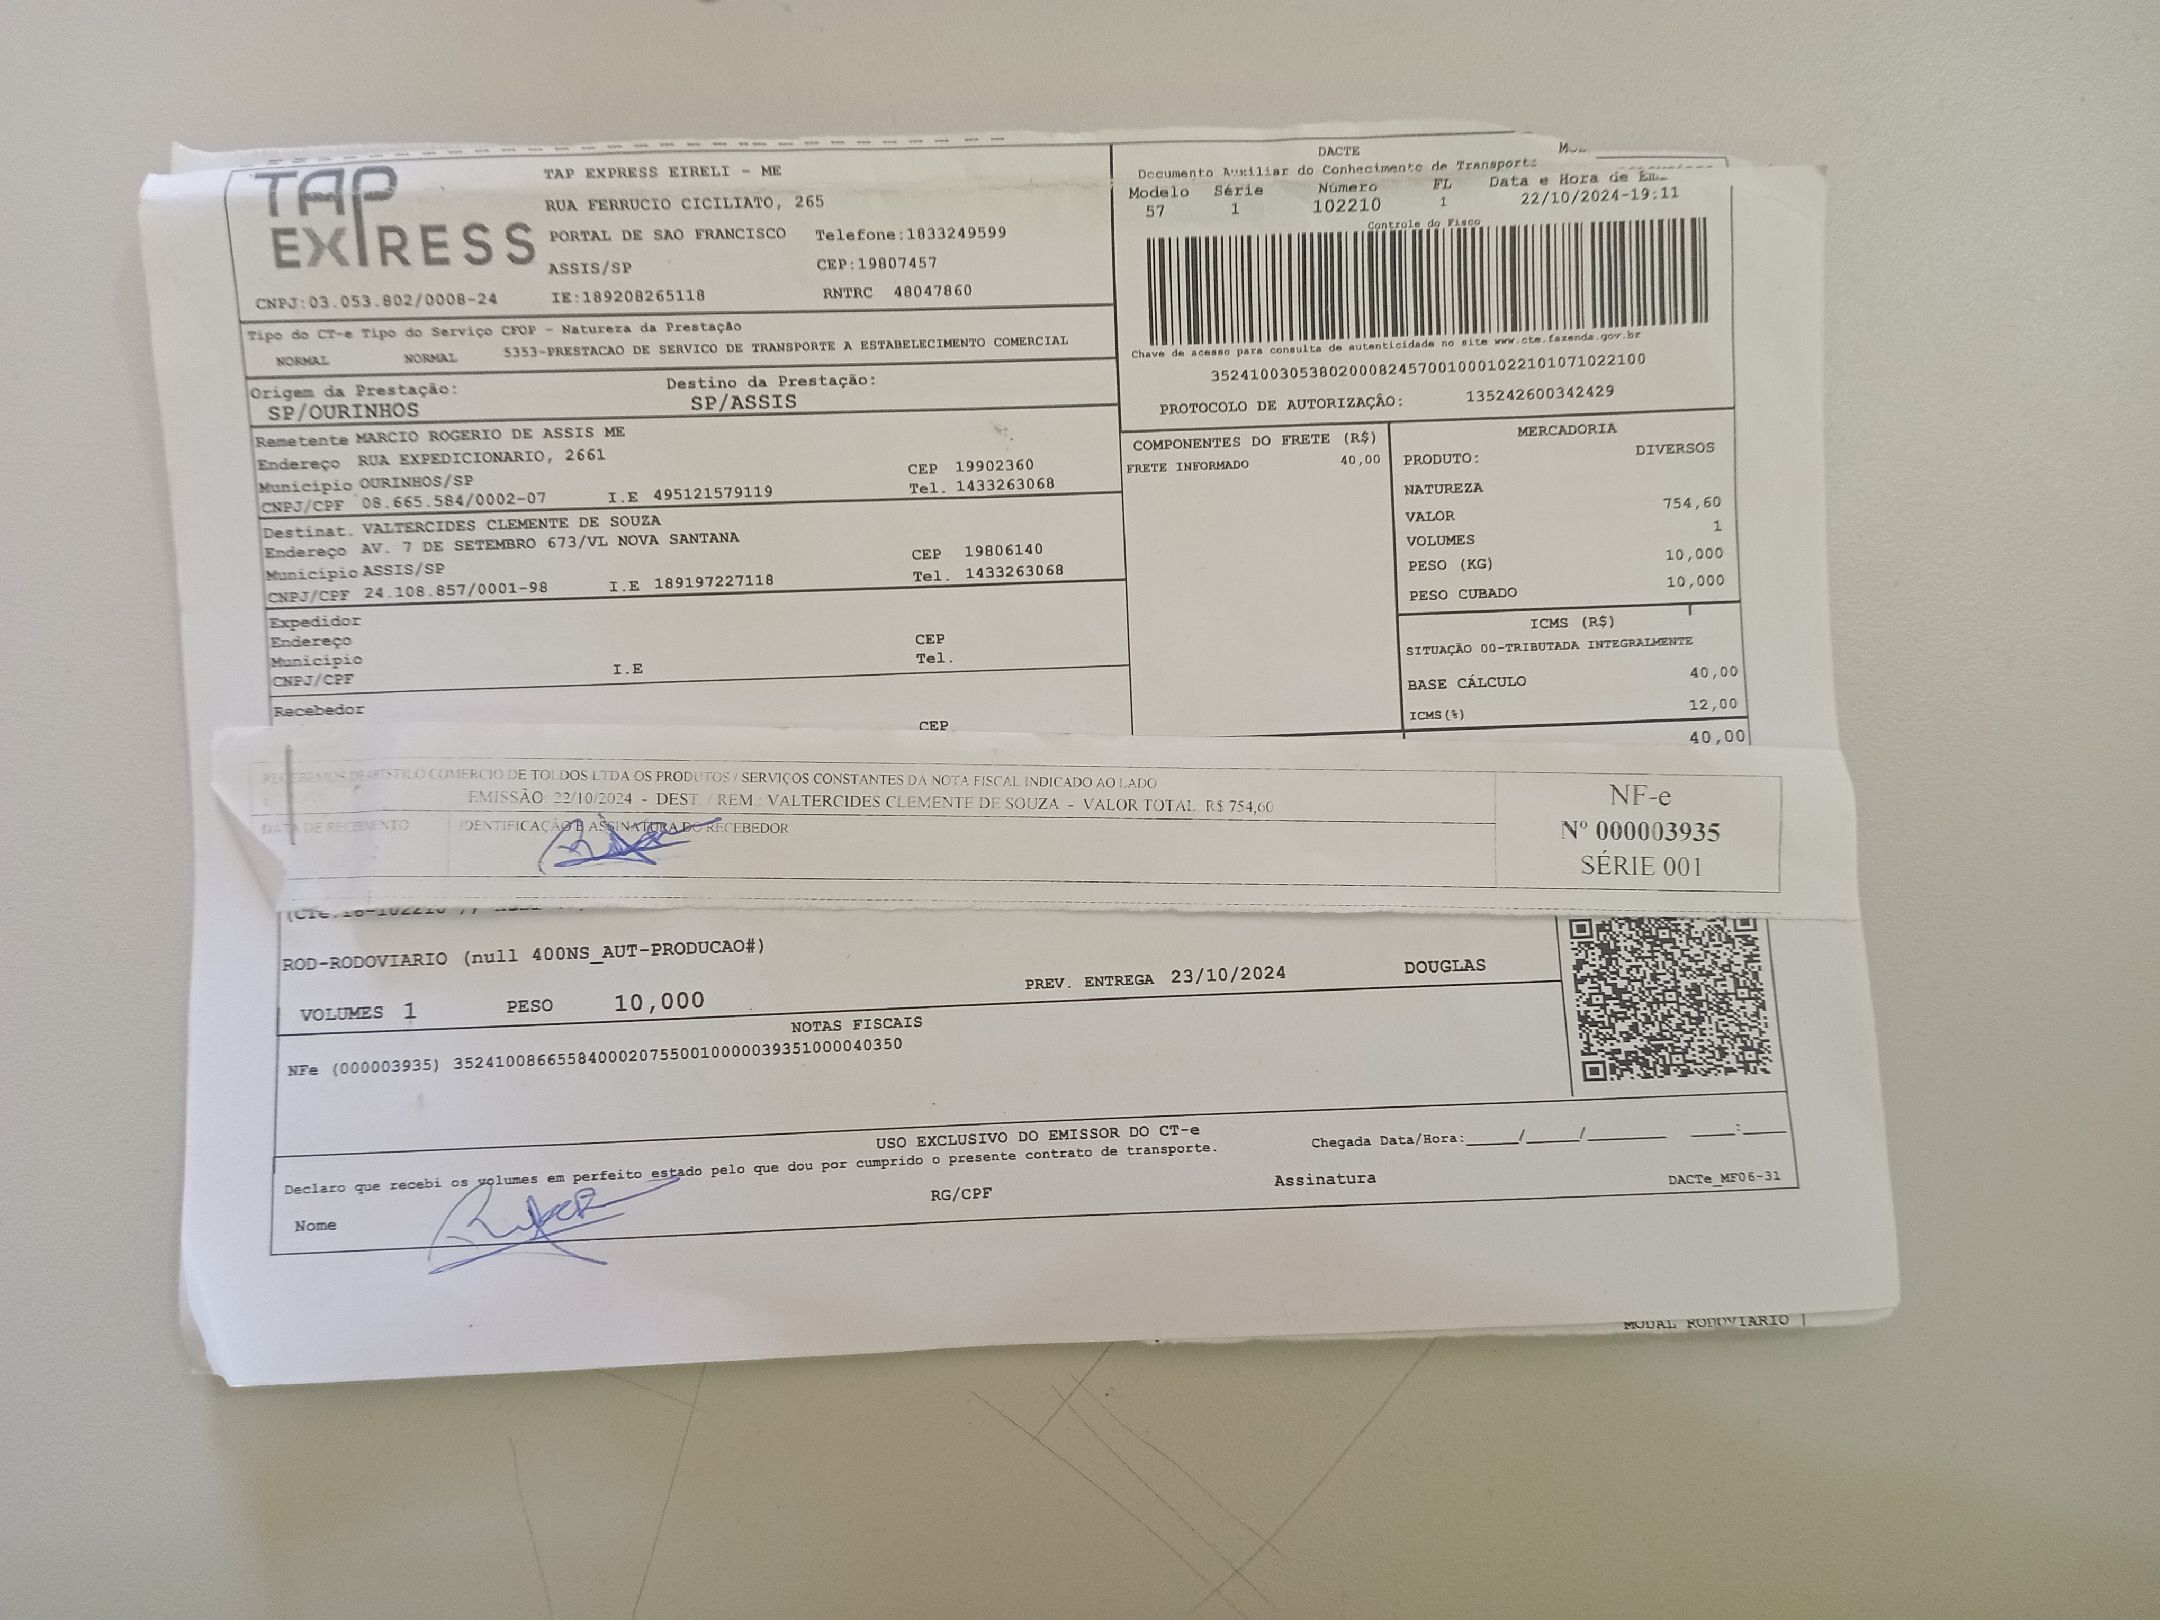 TAP EXPRESS
TAP EXPRESS EIRELI - ME
RUA FERRUCIO CICILIATO, 265
PORTAL DE SAO FRANCISCO Telefone:1833249599
ASSIS/SP CEP:19807457
CNPJ:03.053.802/0008-24 IE:189208265118 RNTRC 48047860
DACTE
Documento Auxiliar do Conhecimento de Transporte
Modelo Série Número FL Data e Hora de
57 1 102210 1 22/10/2024-19:11
Controle do Fisco
Chave de acesso para consulta de autenticidade no site www.cte.fazenda.gov.br
35241003053802000824570010001022101071022100
PROTOCOLO DE AUTORIZAÇÃO: 135242600342429
Tipo do CT-e Tipo do Serviço CFOP - Natureza da Prestação
NORMAL NORMAL 5353-PRESTACAO DE SERVICO DE TRANSPORTE A ESTABELECIMENTO COMERCIAL
Origem da Prestação: Destino da Prestação:
SP/OURINHOS SP/ASSIS
Remetente MARCIO ROGERIO DE ASSIS ME
Endereço RUA EXPEDICIONARIO, 2661 CEP 19902360
Município OURINHOS/SP Tel. 1433263068
CNPJ/CPF 08.665.584/0002-07 I.E 495121579119
Destinat. VALTERCIDES CLEMENTE DE SOUZA
Endereço AV. 7 DE SETEMBRO 673/VL NOVA SANTANA CEP 19806140
Município ASSIS/SP Tel. 1433263068
CNPJ/CPF 24.108.857/0001-98 I.E 189197227118
Expedidor
Endereço CEP
Município Tel.
CNPJ/CPF I.E
Recebedor
CEP
COMPONENTES DO FRETE (R$)
FRETE INFORMADO 40,00
MERCADORIA
PRODUTO: DIVERSOS
NATUREZA
VALOR 754,60
VOLUMES 1
PESO (KG) 10,000
PESO CUBADO 10,000
ICMS (R$)
SITUAÇÃO 00-TRIBUTADA INTEGRALMENTE
BASE CÁLCULO 40,00
ICMS(%) 12,00
40,00
RECEBEMOS DE ARTSTILO COMERCIO DE TOLDOS LTDA OS PRODUTOS / SERVIÇOS CONSTANTES DA NOTA FISCAL INDICADO AO LADO
EMISSÃO: 22/10/2024 - DEST. / REM.: VALTERCIDES CLEMENTE DE SOUZA - VALOR TOTAL: R$ 754,60
DATA DE RECEBIMENTO IDENTIFICAÇÃO E ASSINATURA DO RECEBEDOR
NF-e
Nº 000003935
SÉRIE 001
ROD-RODOVIARIO (null 400NS_AUT-PRODUCAO#)
PREV. ENTREGA 23/10/2024 DOUGLAS
VOLUMES 1 PESO 10,000
NOTAS FISCAIS
NFe (000003935) 35241008665584000207550010000039351000040350
USO EXCLUSIVO DO EMISSOR DO CT-e
Declaro que recebi os volumes em perfeito estado pelo que dou por cumprido o presente contrato de transporte.
Chegada Data/Hora:____/____/______ ____:____
Nome RG/CPF Assinatura DACTe_MF06-31
MODAL RODOVIARIO